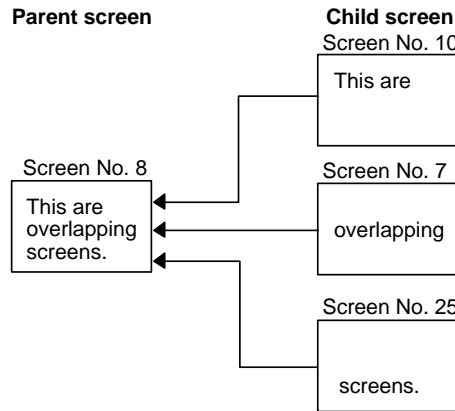 Parent screen
Child screen
Screen No. 10
This are
Screen No. 8
This are
overlapping
screens.
Screen No. 7
overlapping
Screen No. 25
screens.